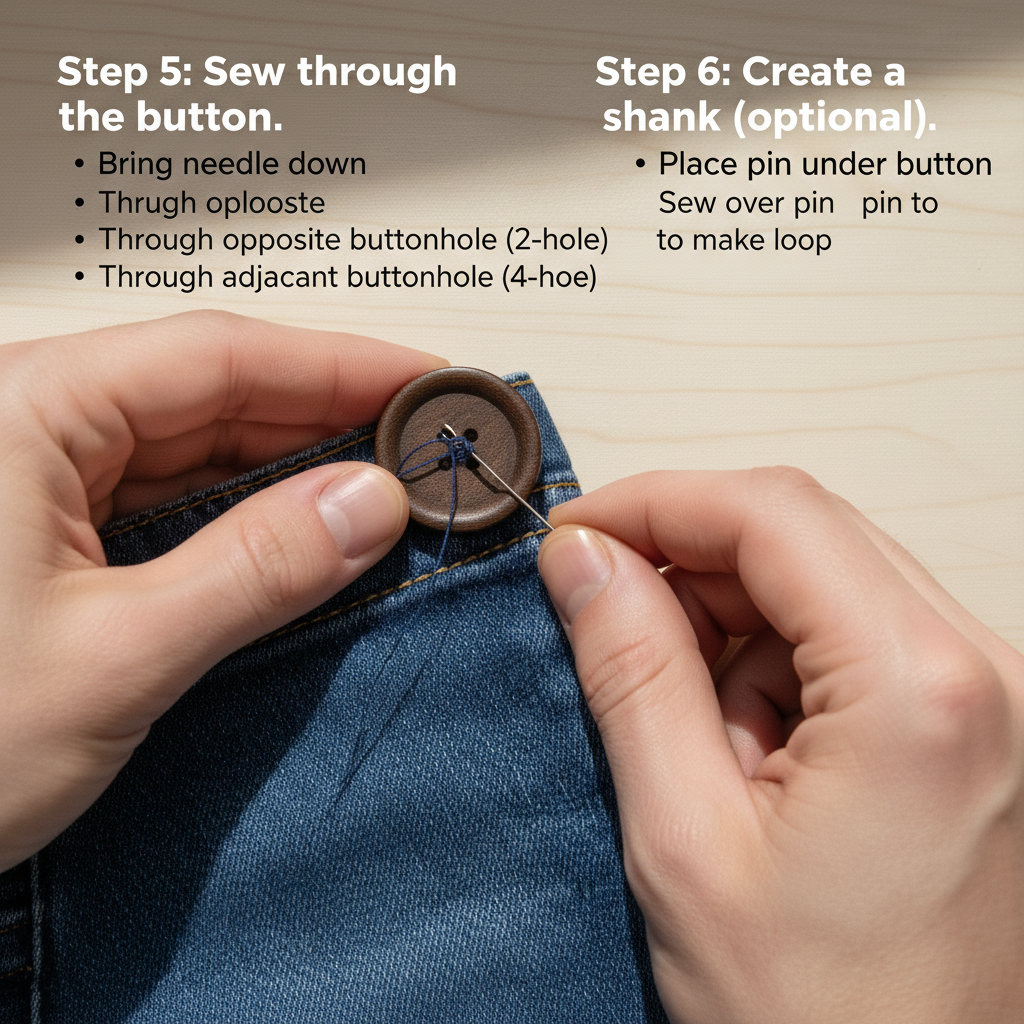 Step 5: Sew through
the button.
• Bring needle down
• Thrugh oplooste
• Through opposite buttonhole (2-hole)
• Through adjacant buttonhole (4-hoe)
Step 6: Create a
shank (optional).
• Place pin under button
Sew over pin pin to
to make loop